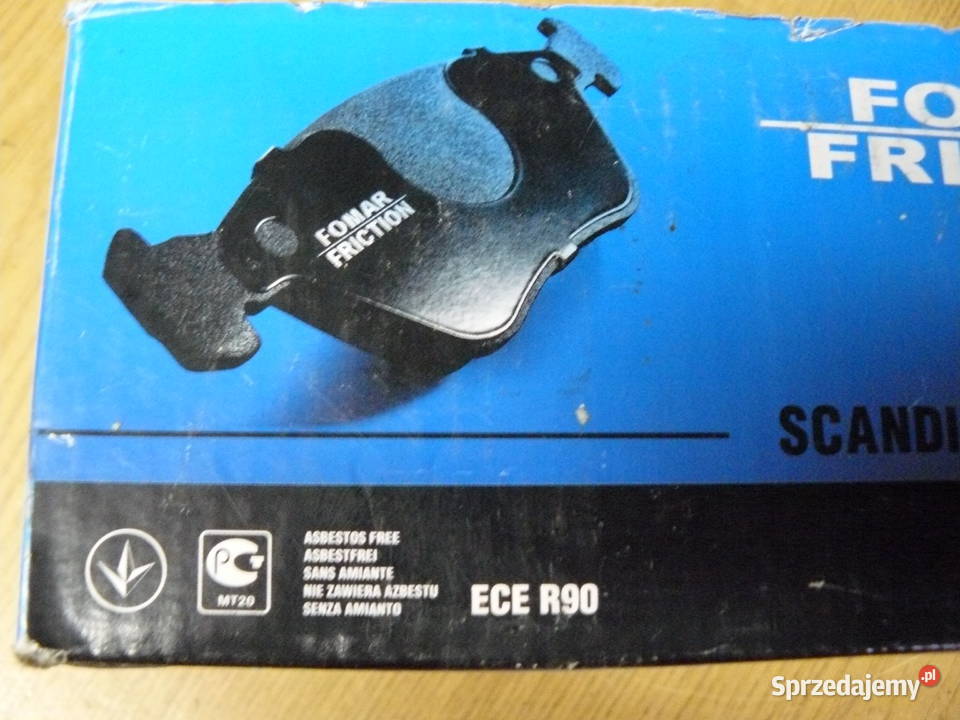 FOMAR
FRICTION
FO
FRI
SCANDI
P
MT20
ASBESTOS FREE
ASBESTFREI
SANS AMIANTE
NIE ZAWIERA AZBESTU
SENZA AMIANTO
ECE R90
Sprzedajemy.pl